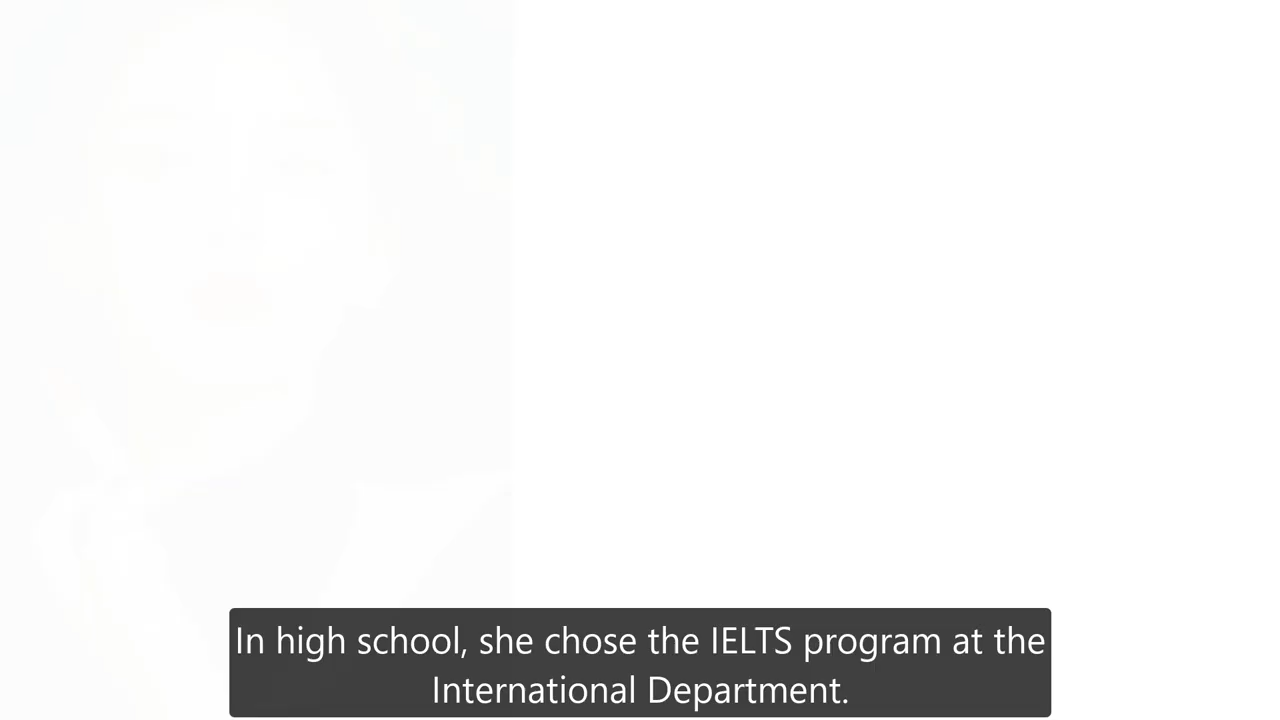 In high school, she chose the IELTS program at the
International Department.